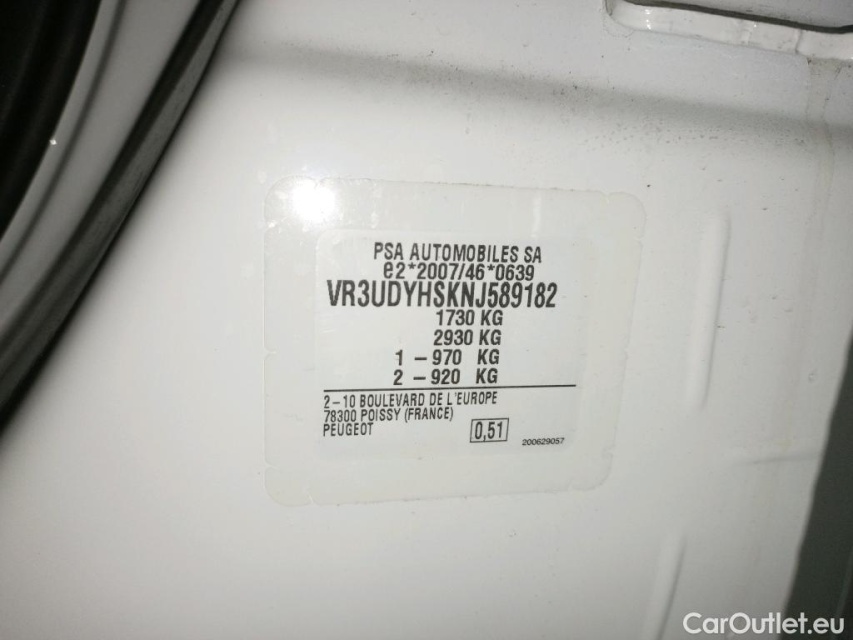 PSA AUTOMOBILES SA
e2*2007/46*0639
VR3UDYHSKNJ589182
1730 KG
2930 KG
1 – 970 KG
2 – 920 KG
2–10 BOULEVARD DE L'EUROPE
78300 POISSY (FRANCE)
PEUGEOT
0,51
200629057
CarOutlet.eu